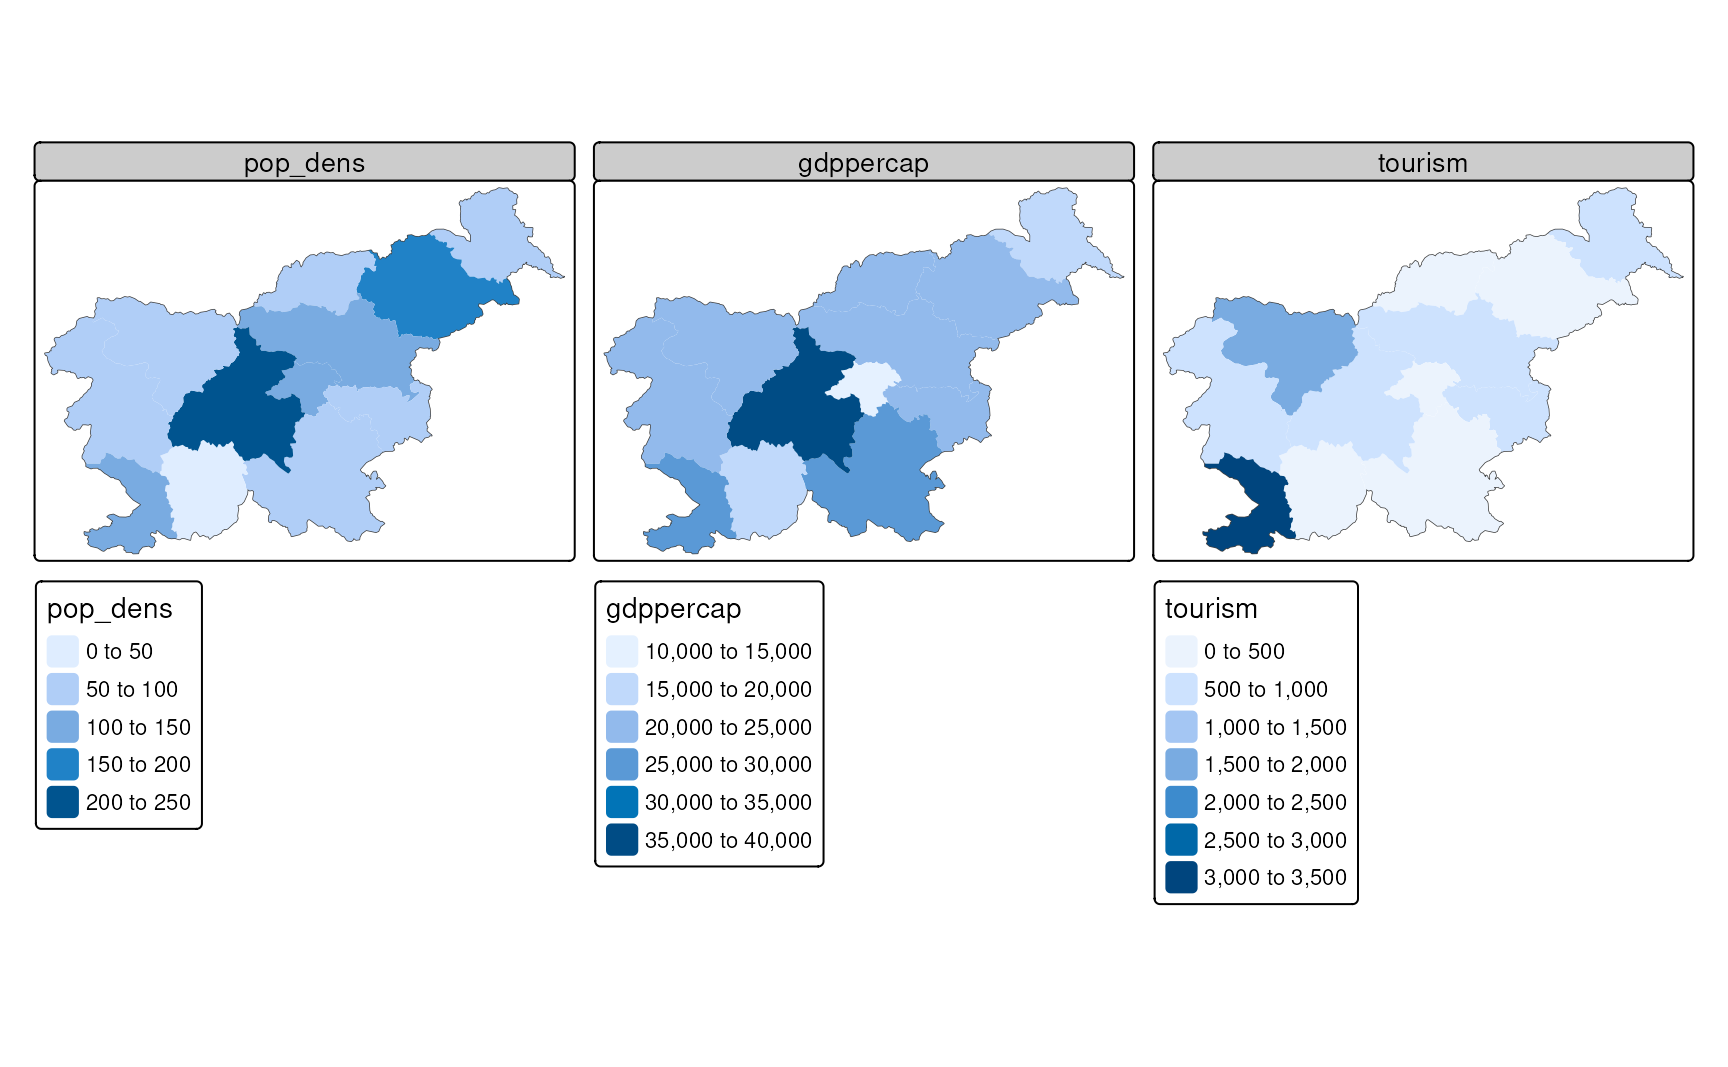 pop_dens
gdppercap
tourism
pop_dens
0 to 50
50 to 100
100 to 150
150 to 200
200 to 250
gdppercap
10,000 to 15,000
15,000 to 20,000
20,000 to 25,000
25,000 to 30,000
30,000 to 35,000
35,000 to 40,000
tourism
0 to 500
500 to 1,000
1,000 to 1,500
1,500 to 2,000
2,000 to 2,500
2,500 to 3,000
3,000 to 3,500